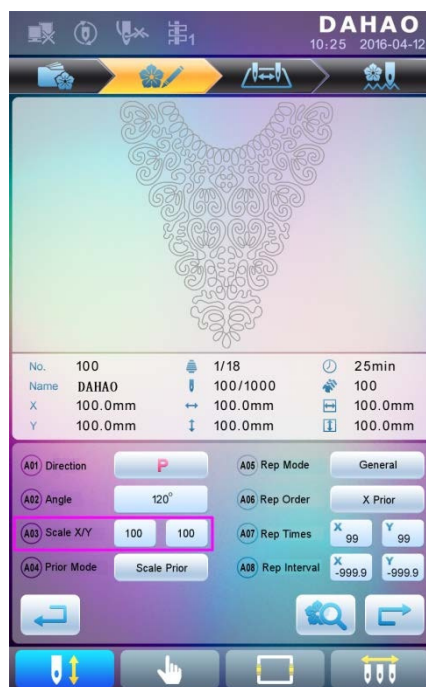 DAHAO
1
10:25 2016-04-12
No. 100 1/18 25min
Name DAHAO 100/1000 100
X 100.0mm 100.0mm 100.0mm
Y 100.0mm 100.0mm 100.0mm
A01 Direction P A05 Rep Mode General
A02 Angle 120° A06 Rep Order X Prior
A03 Scale X/Y 100 100 A07 Rep Times X 99 Y 99
A04 Prior Mode Scale Prior A08 Rep Interval X -999.9 Y -999.9